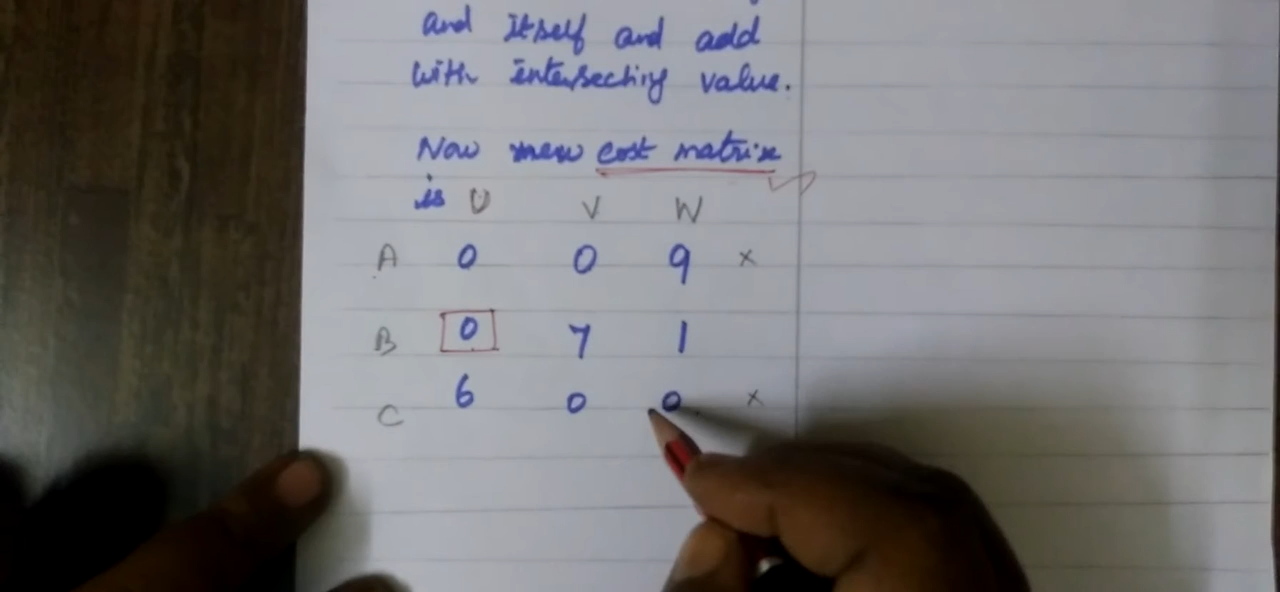 and itself and add
with intersecting value.
Now new cost matrix
is U V W
A 0 0 9 x
B 0 7 1
C 6 0 0 x